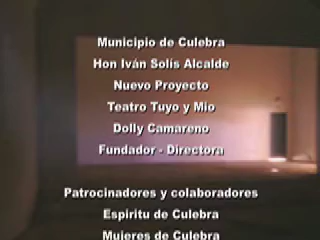 Municipio de Culebra
Hon Iván Solís Alcalde
Nuevo Proyecto
Teatro Tuyo y Mio
Dolly Camareno
Fundador - Directora
Patrocinadores y colaboradores
Espiritu de Culebra
Mujeres de Culebra